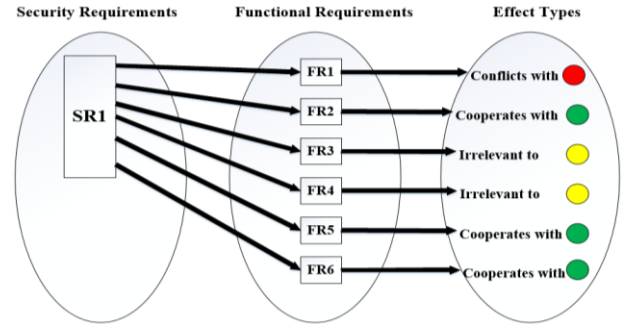 Security Requirements Functional Requirements Effect Types
SR1
FR1 Conflicts with
FR2 Cooperates with
FR3 Irrelevant to
FR4 Irrelevant to
FR5 Cooperates with
FR6 Cooperates with